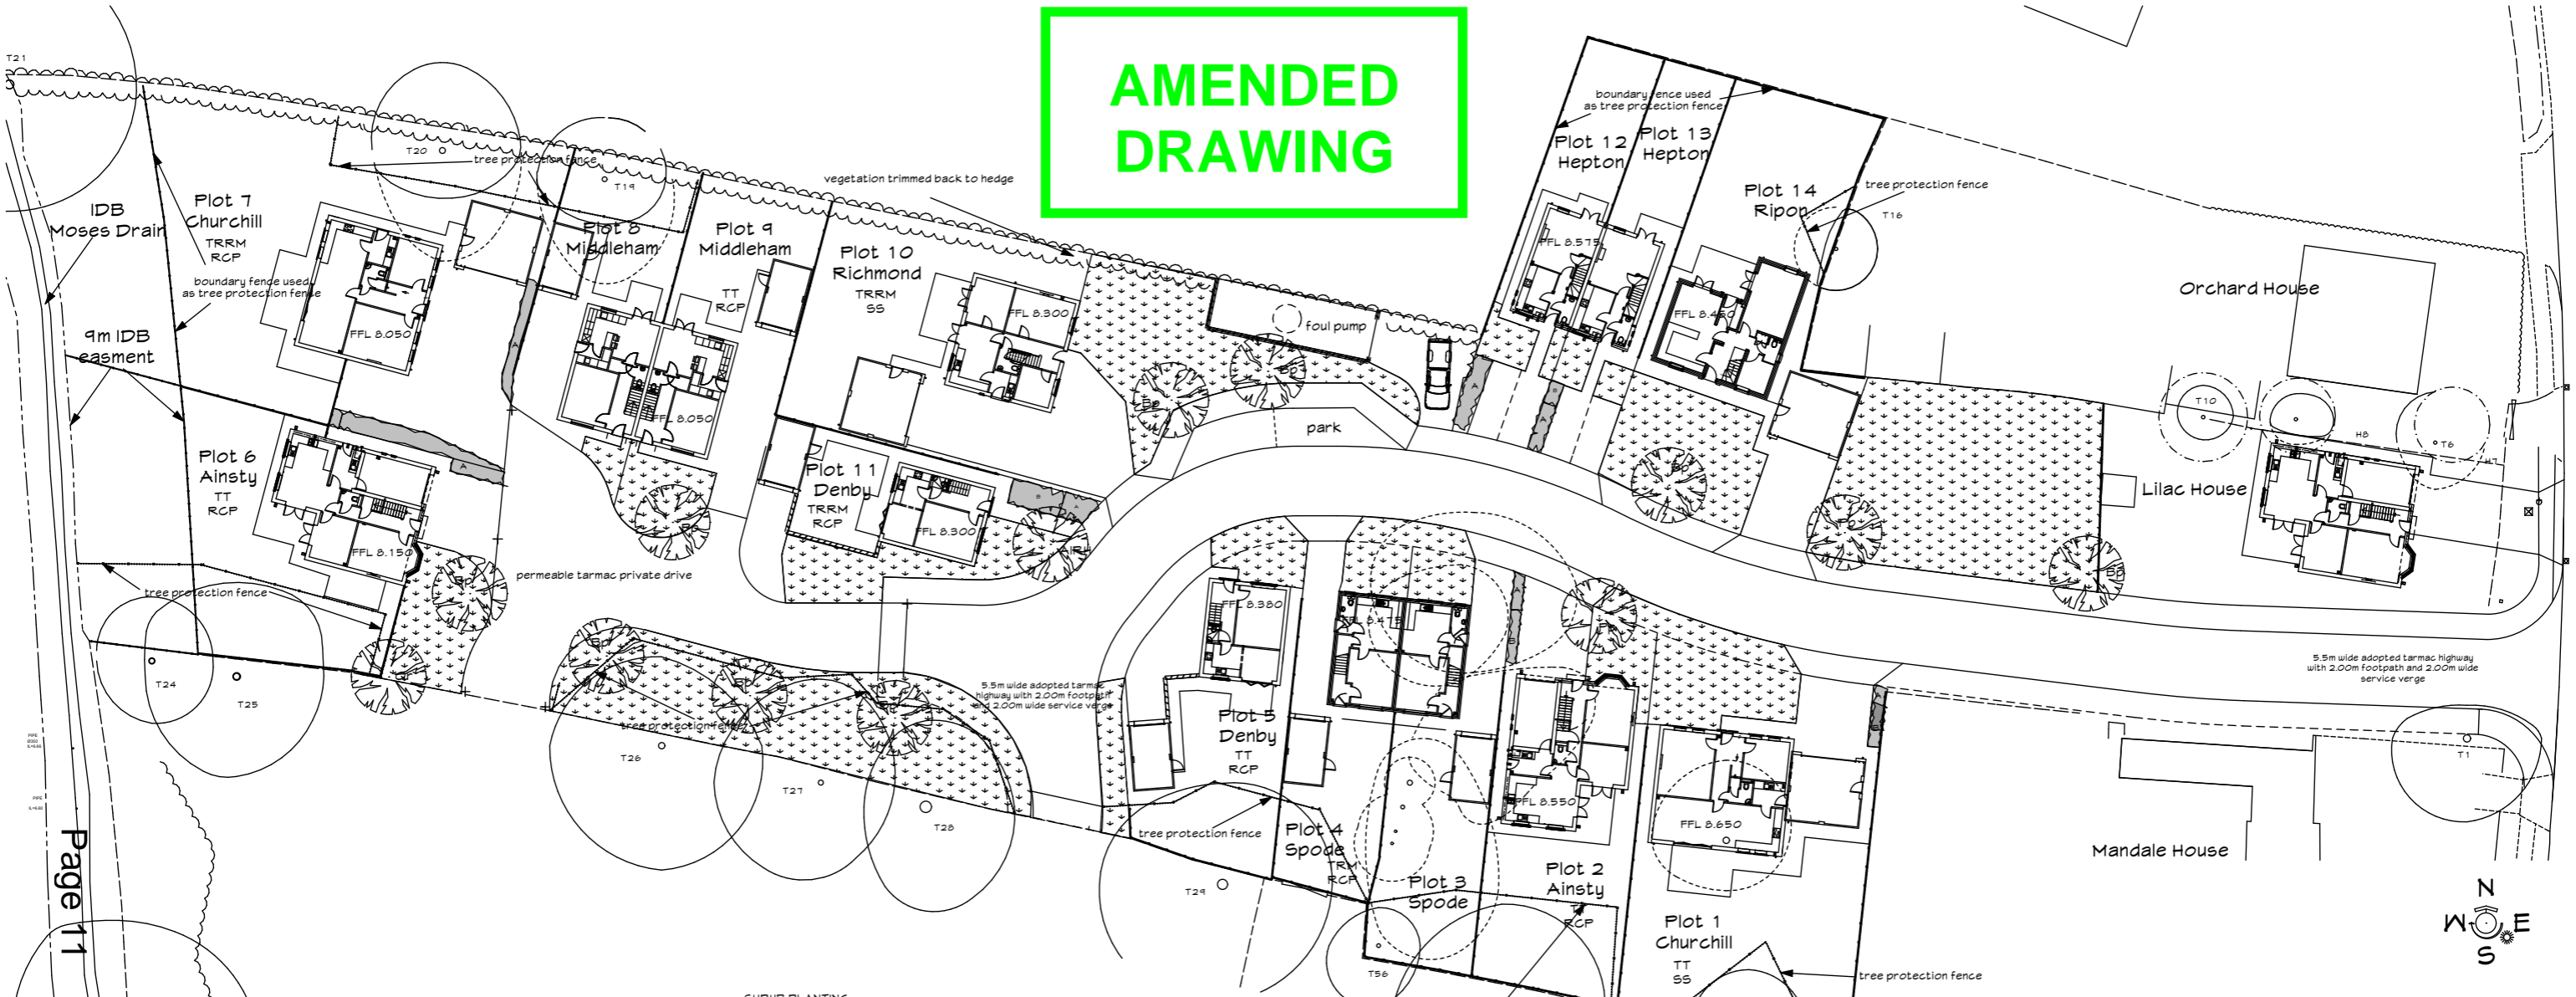 AMENDED
DRAWING
T21
IDB
Moses Drain
Plot 7
Churchill
TRRM
RCP
boundary fence used
as tree protection fence
9m IDB
easment
T20
tree protection fence
T19
FFL 8.050
A
Plot 8
Middleham
Plot 9
Middleham
TT
RCP
FFL 8.050
vegetation trimmed back to hedge
Plot 10
Richmond
TRRM
SS
FFL 8.300
foul pump
Bp
Bp
park
boundary fence used
as tree protection fence
Plot 12
Hepton
Plot 13
Hepton
FFL 8.575
Plot 14
Ripon
tree protection fence
T16
A
A
Bp
Orchard House
T10
H8
T6
Lilac House
Bp
Plot 6
Ainsty
TT
RCP
A
FFL 8.150
Bp
tree protection fence
T24
T25
permeable tarmac private drive
Bp
Plot 11
Denby
TRRM
RCP
FFL 8.300
B
A
Bp
tree protection fence
T26
T27
T28
5.5m wide adopted tarmac
highway with 2.00m footpath
and 2.00m wide service verge
FFL 8.380
Plot 5
Denby
TT
RCP
tree protection fence
T29
Plot 4
Spode
TRM
RCP
Plot 3
Spode
FFL 8.550
Plot 2
Ainsty
RCP
T56
FFL 8.650
Plot 1
Churchill
TT
SS
tree protection fence
5.5m wide adopted tarmac highway
with 2.00m footpath and 2.00m wide
service verge
T1
Mandale House
N
W E
S
Page 11